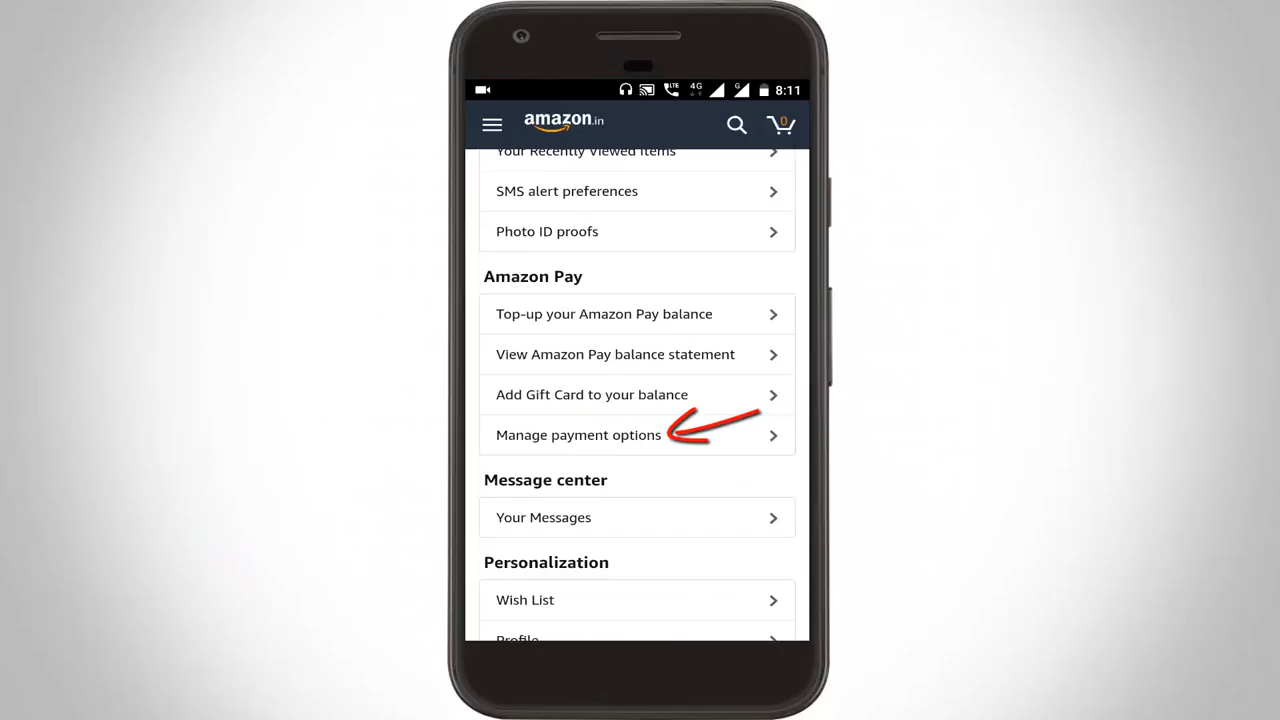 4G
LTE
G
8:11
amazon.in
0
Your Recently Viewed Items
SMS alert preferences
Photo ID proofs
Amazon Pay
Top-up your Amazon Pay balance
View Amazon Pay balance statement
Add Gift Card to your balance
Manage payment options
Message center
Your Messages
Personalization
Wish List
Profile